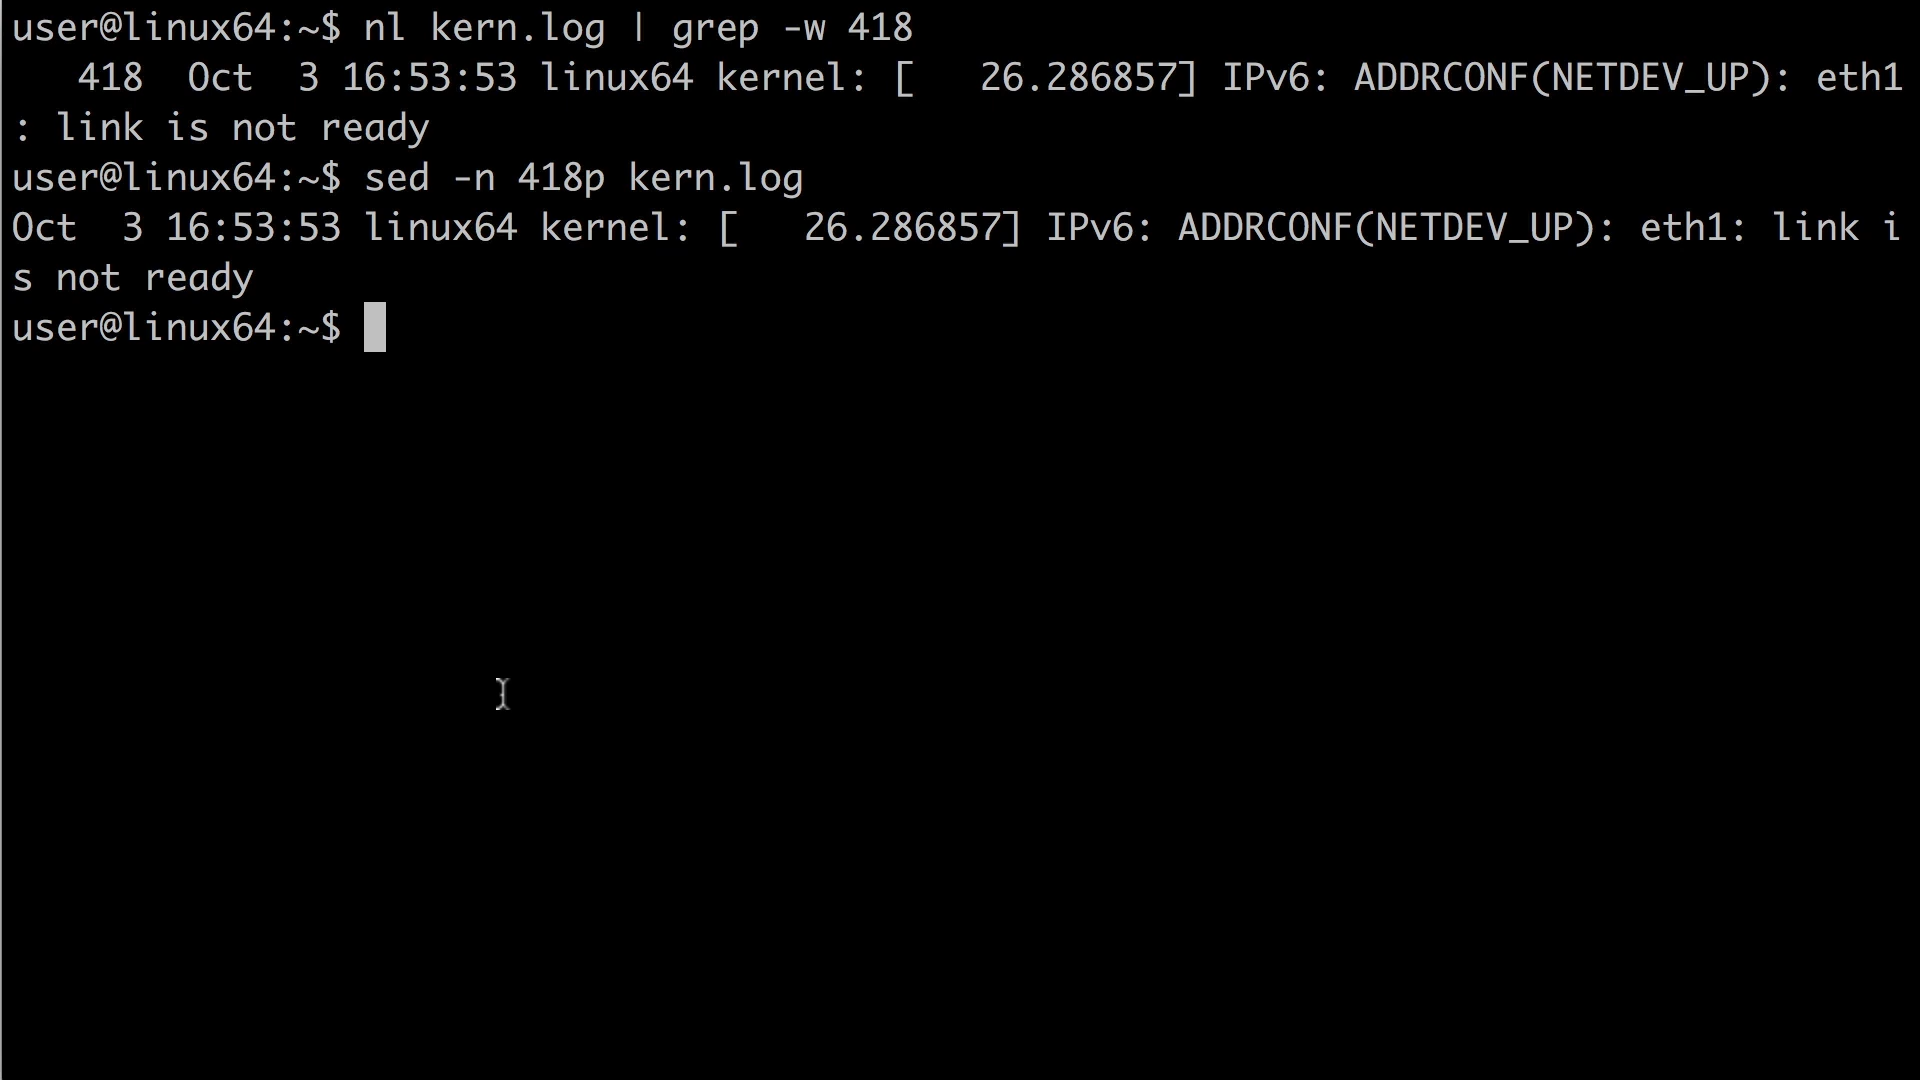 user@linux64:~$ nl kern.log | grep -w 418
   418  Oct  3 16:53:53 linux64 kernel: [   26.286857] IPv6: ADDRCONF(NETDEV_UP): eth1
: link is not ready
user@linux64:~$ sed -n 418p kern.log
Oct  3 16:53:53 linux64 kernel: [   26.286857] IPv6: ADDRCONF(NETDEV_UP): eth1: link i
s not ready
user@linux64:~$